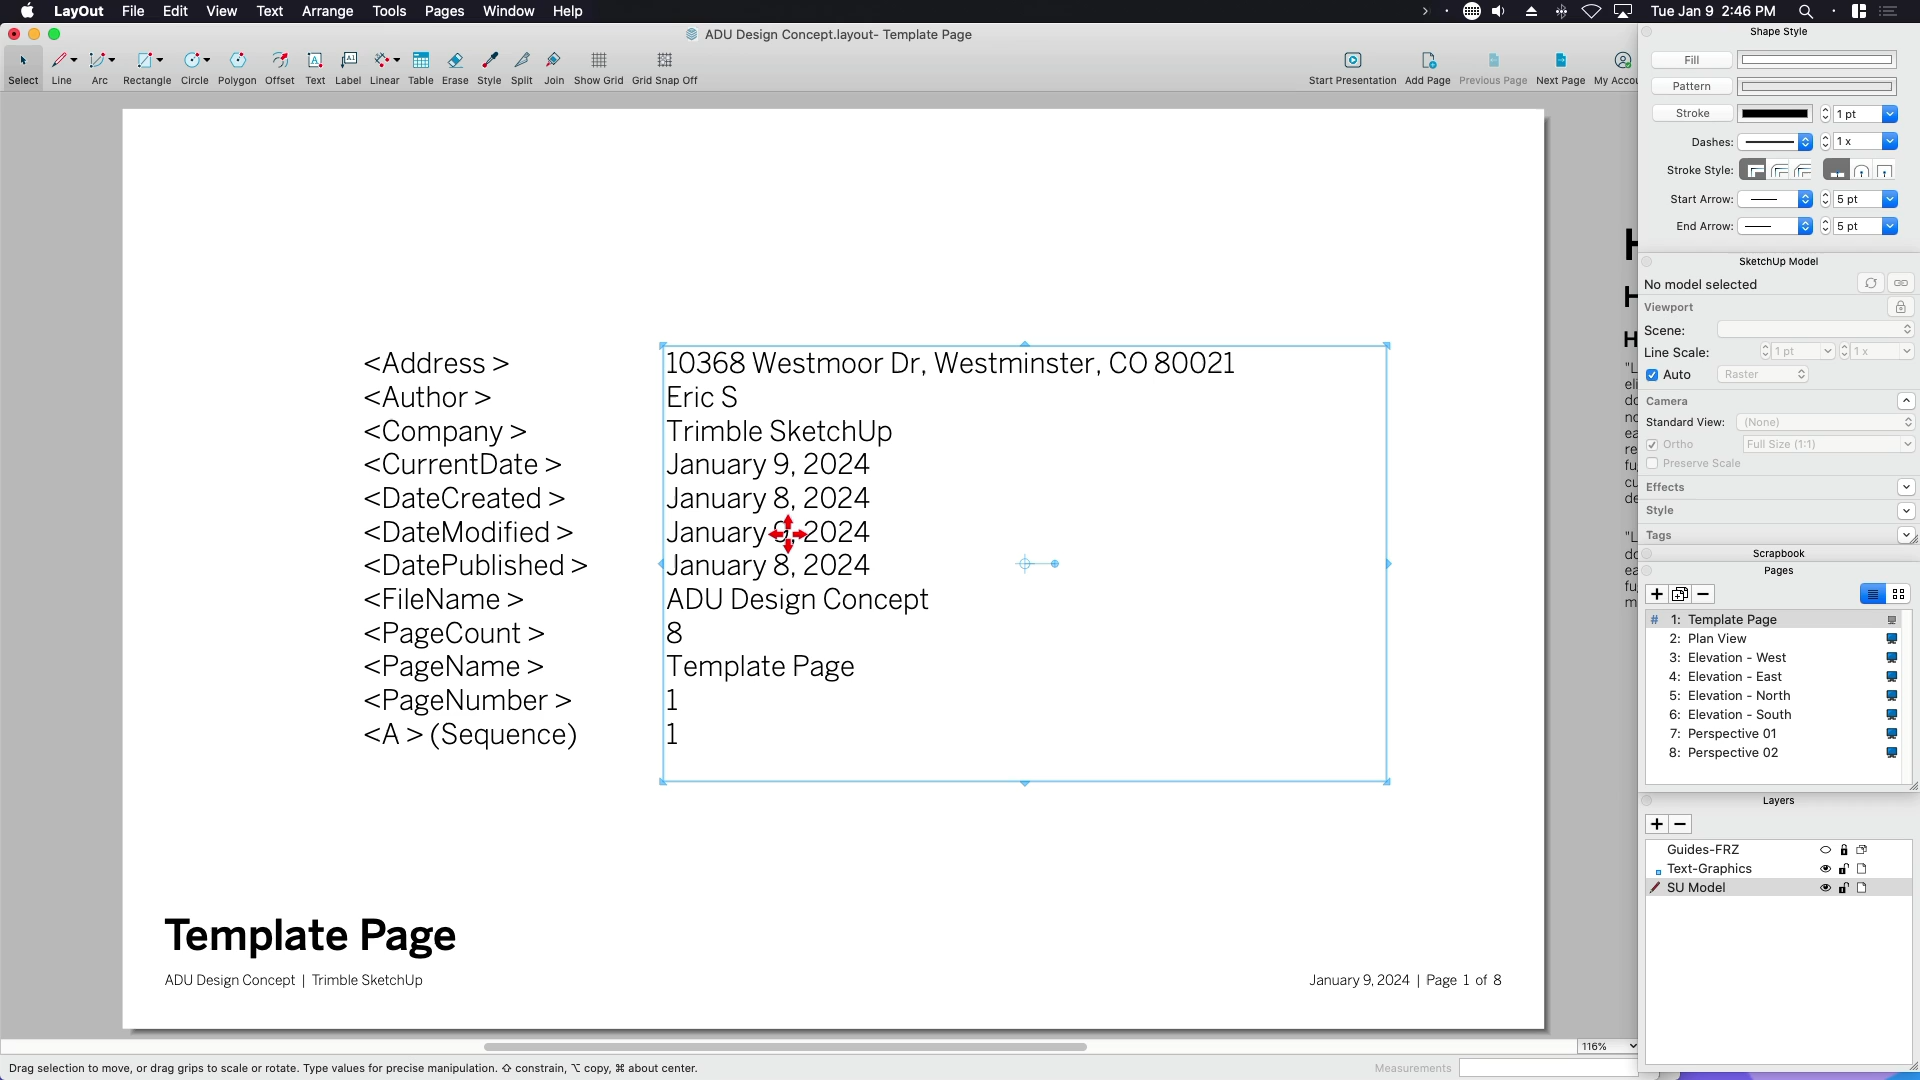 LayOut File Edit View Text Arrange Tools Pages Window Help
Tue Jan 9 2:46 PM
ADU Design Concept.layout- Template Page
Select Line Arc Rectangle Circle Polygon Offset Text Label Linear Table Erase Style Split Join Show Grid Grid Snap Off
Start Presentation Add Page Previous Page Next Page My Accou
<Address > 10368 Westmoor Dr, Westminster, CO 80021
<Author > Eric S
<Company > Trimble SketchUp
<CurrentDate > January 9, 2024
<DateCreated > January 8, 2024
<DateModified > January 9, 2024
<DatePublished > January 8, 2024
<FileName > ADU Design Concept
<PageCount > 8
<PageName > Template Page
<PageNumber > 1
<A > (Sequence) 1
Template Page
ADU Design Concept | Trimble SketchUp
January 9, 2024 | Page 1 of 8
116%
Drag selection to move, or drag grips to scale or rotate. Type values for precise manipulation. ⇧ constrain, ⌥ copy, ⌘ about center.
Measurements
Shape Style
Fill
Pattern
Stroke 1 pt
Dashes: 1 x
Stroke Style:
Start Arrow: 5 pt
End Arrow: 5 pt
SketchUp Model
No model selected
Viewport
Scene:
Line Scale: 1 pt 1 x
Auto Raster
Camera
Standard View: (None)
Ortho Full Size (1:1)
Preserve Scale
Effects
Style
Tags
Scrapbook
Pages
# 1: Template Page
2: Plan View
3: Elevation - West
4: Elevation - East
5: Elevation - North
6: Elevation - South
7: Perspective 01
8: Perspective 02
Layers
Guides-FRZ
Text-Graphics
SU Model